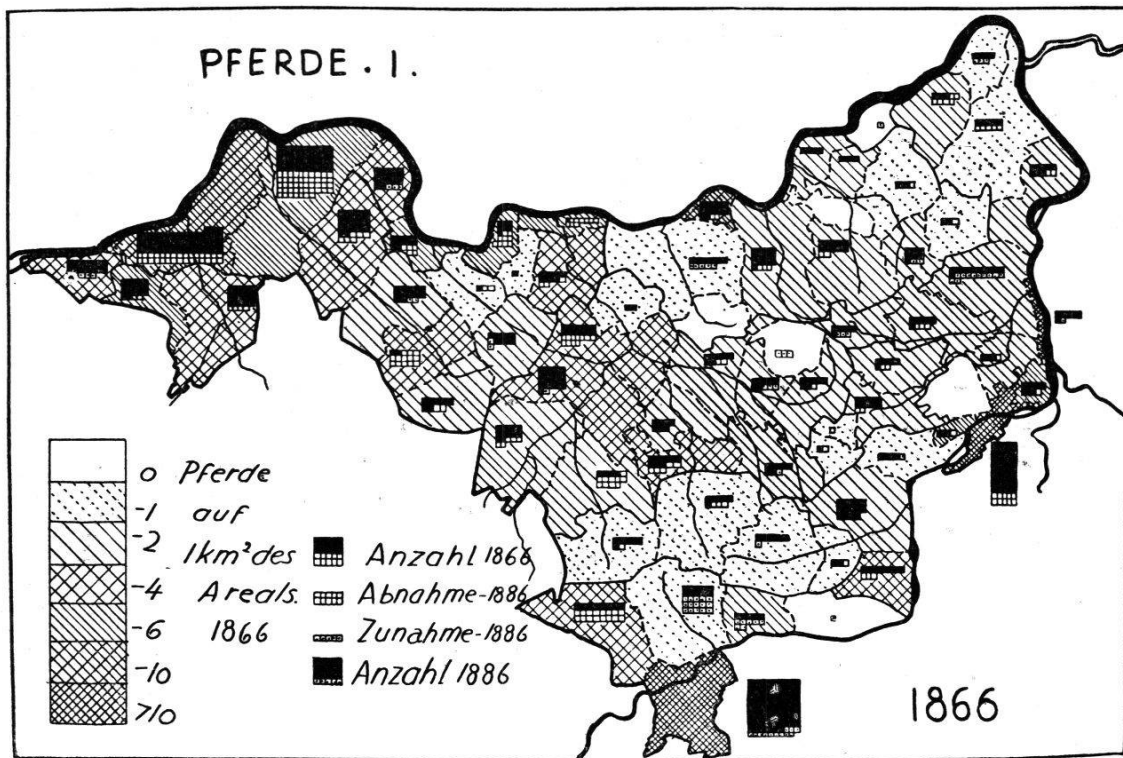 PFERDE. I.
0 Pferde
-1 auf
-2 1km² des
-4 Areals.
-6 1866
-10
>10
Anzahl 1866
Abnahme-1886
Zunahme-1886
Anzahl 1886
1866